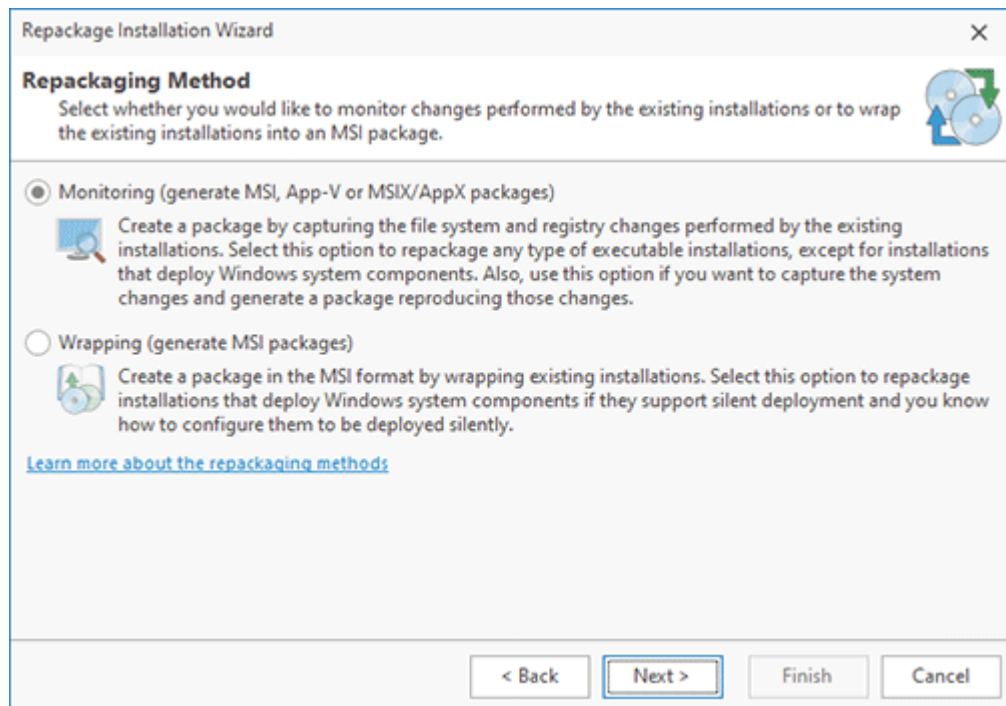 Repackage Installation Wizard
Repackaging Method
Select whether you would like to monitor changes performed by the existing installations or to wrap
the existing installations into an MSI package.
Monitoring (generate MSI, App-V or MSIX/AppX packages)
Create a package by capturing the file system and registry changes performed by the existing
installations. Select this option to repackage any type of executable installations, except for installations
that deploy Windows system components. Also, use this option if you want to capture the system
changes and generate a package reproducing those changes.
Wrapping (generate MSI packages)
Create a package in the MSI format by wrapping existing installations. Select this option to repackage
installations that deploy Windows system components if they support silent deployment and you know
how to configure them to be deployed silently.
Learn more about the repackaging methods
< Back Next > Finish Cancel